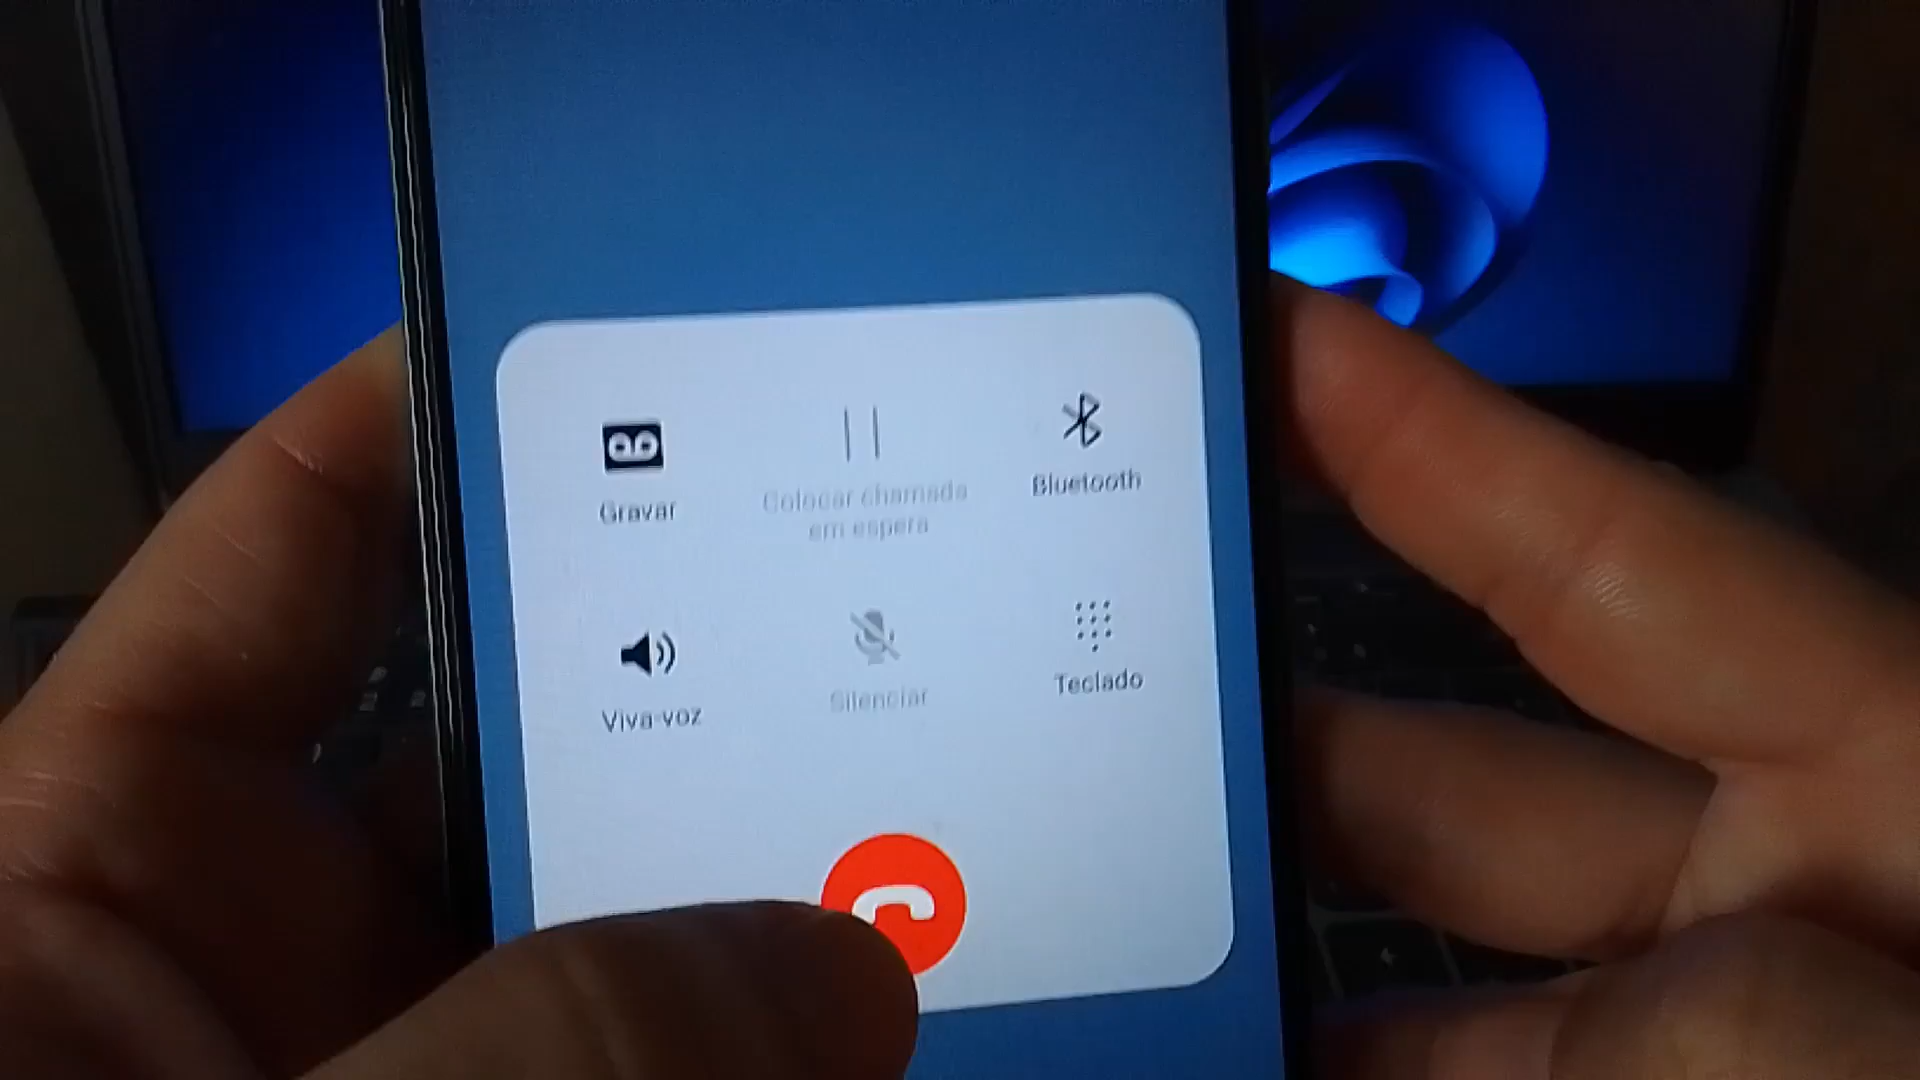 Gravar
Colocar chamada
em espera
Bluetooth
Viva-voz
Silenciar
Teclado